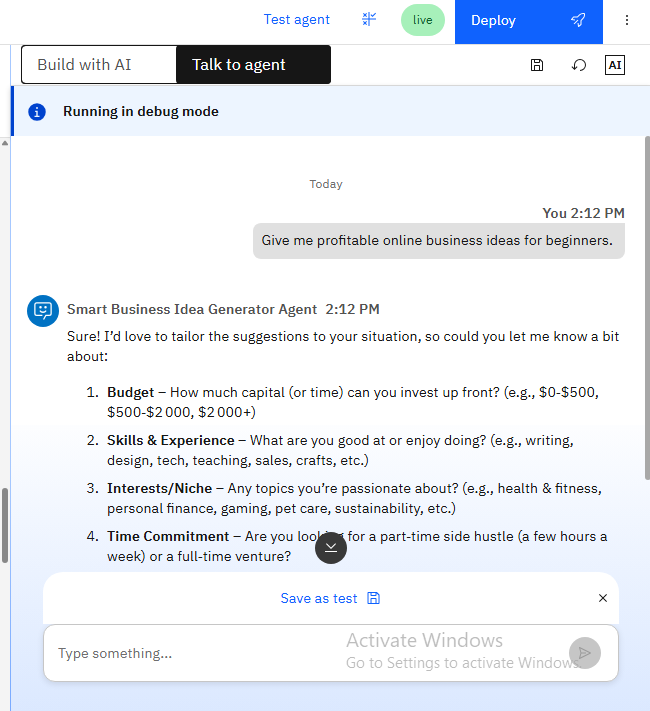 Test agent
live
Deploy
Build with AI
Talk to agent
AI
Running in debug mode
Today
You 2:12 PM
Give me profitable online business ideas for beginners.
Smart Business Idea Generator Agent 2:12 PM
Sure! I’d love to tailor the suggestions to your situation, so could you let me know a bit
about:
1. Budget – How much capital (or time) can you invest up front? (e.g., $0-$500,
$500-$2 000, $2 000+)
2. Skills & Experience – What are you good at or enjoy doing? (e.g., writing,
design, tech, teaching, sales, crafts, etc.)
3. Interests/Niche – Any topics you’re passionate about? (e.g., health & fitness,
personal finance, gaming, pet care, sustainability, etc.)
4. Time Commitment – Are you looking for a part-time side hustle (a few hours a
week) or a full-time venture?
Save as test
Type something...
Activate Windows
Go to Settings to activate Windows.